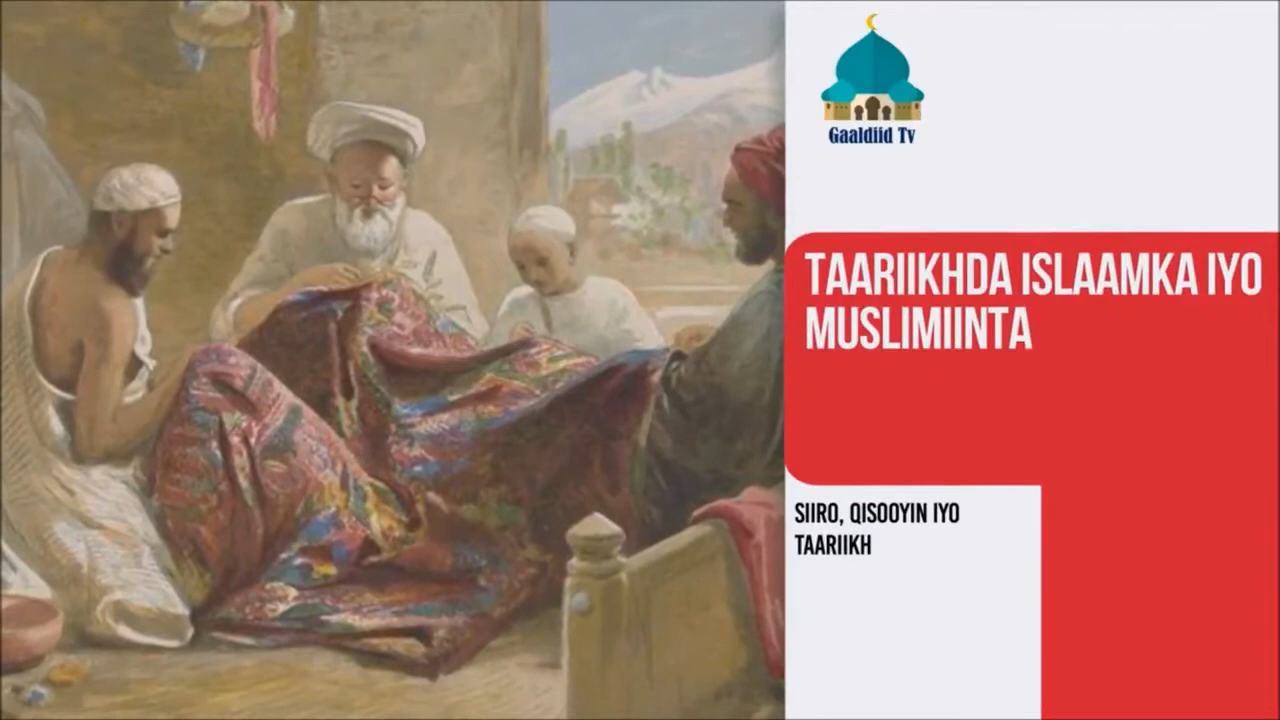 Gaaldiid Tv
TAARIIKHDA ISLAAMKA IYO
MUSLIMIINTA
SIIRO, QISOOYIN IYO
TAARIIKH